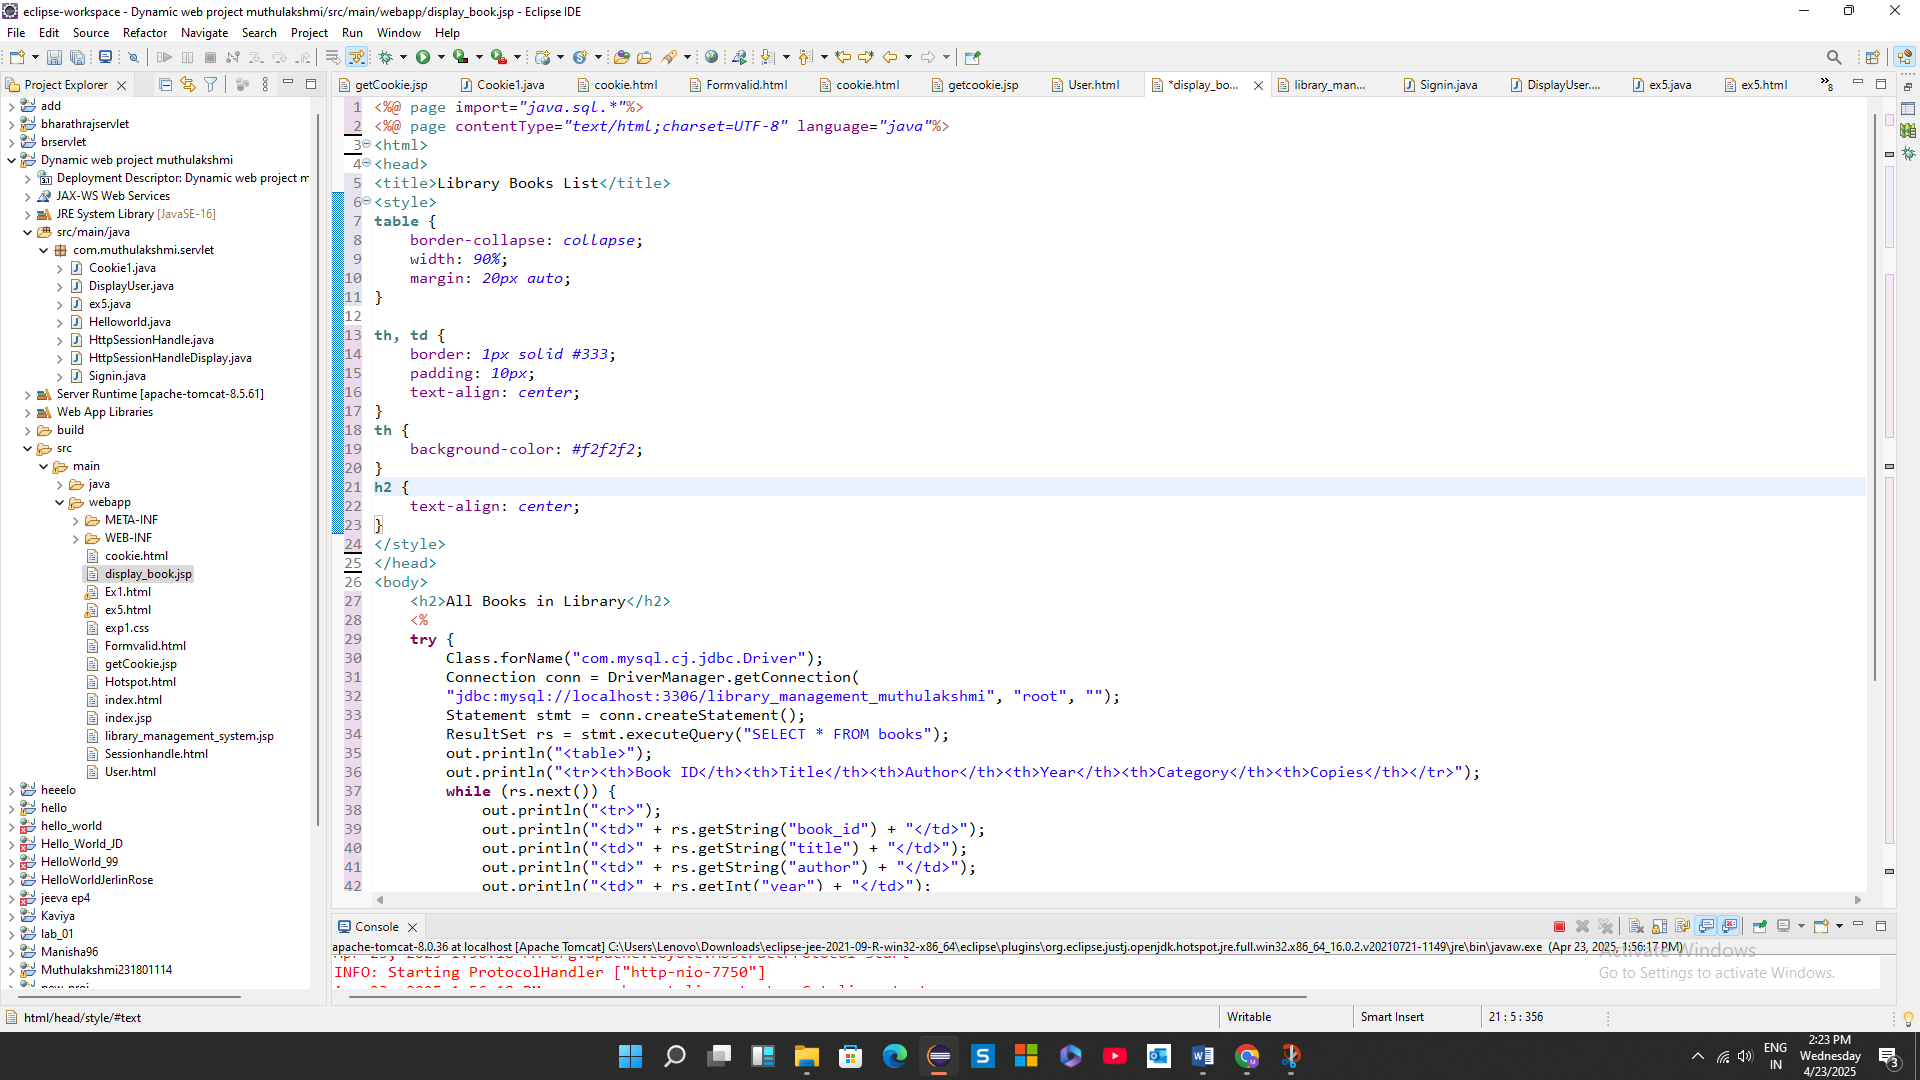 eclipse-workspace - Dynamic web project muthulakshmi/src/main/webapp/display_book.jsp - Eclipse IDE
File Edit Source Refactor Navigate Search Project Run Window Help
Project Explorer
getCookie.jsp Cookie1.java cookie.html Formvalid.html cookie.html getcookie.jsp User.html *display_bo... library_man... Signin.java DisplayUser.... ex5.java ex5.html »8
add
bharathrajservlet
brservlet
Dynamic web project muthulakshmi
Deployment Descriptor: Dynamic web project m
JAX-WS Web Services
JRE System Library [JavaSE-16]
src/main/java
com.muthulakshmi.servlet
Cookie1.java
DisplayUser.java
ex5.java
Helloworld.java
HttpSessionHandle.java
HttpSessionHandleDisplay.java
Signin.java
Server Runtime [apache-tomcat-8.5.61]
Web App Libraries
build
src
main
java
webapp
META-INF
WEB-INF
cookie.html
display_book.jsp
Ex1.html
ex5.html
exp1.css
Formvalid.html
getCookie.jsp
Hotspot.html
index.html
index.jsp
library_management_system.jsp
Sessionhandle.html
User.html
heeelo
hello
hello_world
Hello_World_JD
HelloWorld_99
HelloWorldJerlinRose
jeeva ep4
Kaviya
lab_01
Manisha96
Muthulakshmi231801114
1 <%@ page import="java.sql.*"%>
2 <%@ page contentType="text/html;charset=UTF-8" language="java"%>
3 <html>
4 <head>
5 <title>Library Books List</title>
6 <style>
7 table {
8 border-collapse: collapse;
9 width: 90%;
10 margin: 20px auto;
11 }
12
13 th, td {
14 border: 1px solid #333;
15 padding: 10px;
16 text-align: center;
17 }
18 th {
19 background-color: #f2f2f2;
20 }
21 h2 {
22 text-align: center;
23 }
24 </style>
25 </head>
26 <body>
27 <h2>All Books in Library</h2>
28 <%
29 try {
30 Class.forName("com.mysql.cj.jdbc.Driver");
31 Connection conn = DriverManager.getConnection(
32 "jdbc:mysql://localhost:3306/library_management_muthulakshmi", "root", "");
33 Statement stmt = conn.createStatement();
34 ResultSet rs = stmt.executeQuery("SELECT * FROM books");
35 out.println("<table>");
36 out.println("<tr><th>Book ID</th><th>Title</th><th>Author</th><th>Year</th><th>Category</th><th>Copies</th></tr>");
37 while (rs.next()) {
38 out.println("<tr>");
39 out.println("<td>" + rs.getString("book_id") + "</td>");
40 out.println("<td>" + rs.getString("title") + "</td>");
41 out.println("<td>" + rs.getString("author") + "</td>");
42 out.println("<td>" + rs.getInt("year") + "</td>");
Console
apache-tomcat-8.0.36 at localhost [Apache Tomcat] C:\Users\Lenovo\Downloads\eclipse-jee-2021-09-R-win32-x86_64\eclipse\plugins\org.eclipse.justj.openjdk.hotspot.jre.full.win32.x86_64_16.0.2.v20210721-1149\jre\bin\javaw.exe (Apr 23, 2025, 1:56:17 PM)
INFO: Starting ProtocolHandler ["http-nio-7750"]
Activate Windows
Go to Settings to activate Windows.
html/head/style/#text
Writable Smart Insert 21 : 5 : 356
ENG
IN
2:23 PM
Wednesday
4/23/2025
3